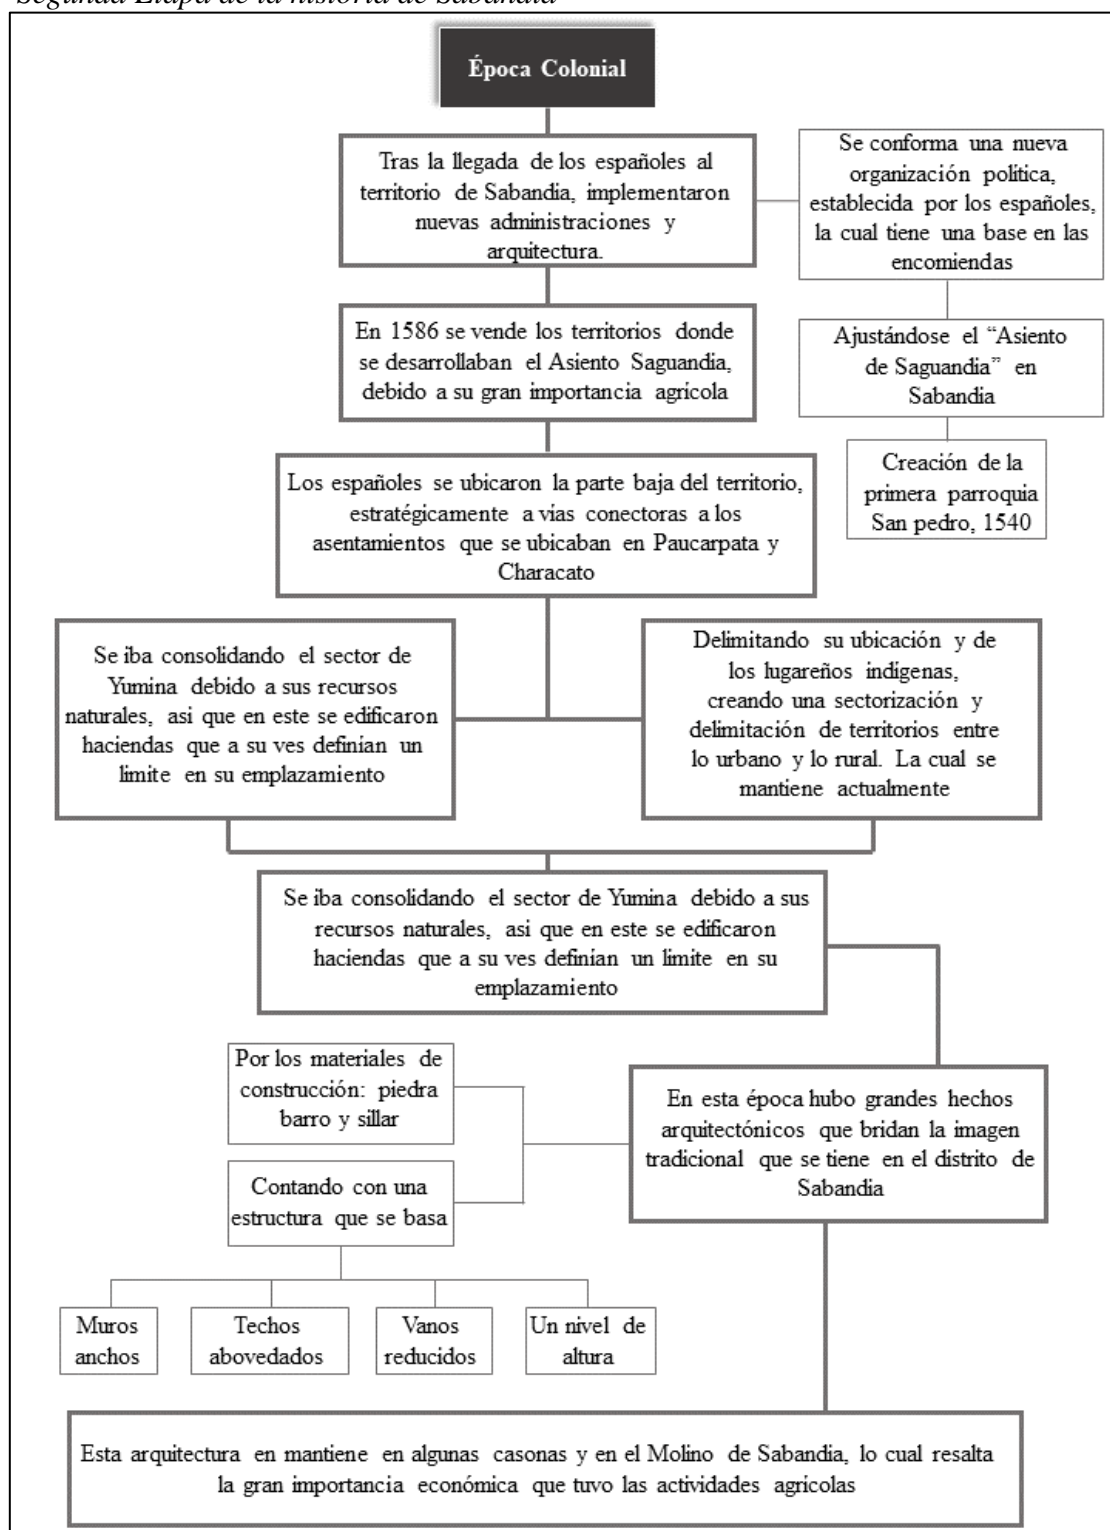 Segunda Etapa de la historia de Sabandia
Época Colonial
Tras la llegada de los españoles al
territorio de Sabandia, implementaron
nuevas administraciones y
arquitectura.
Se conforma una nueva
organización política,
establecida por los españoles,
la cual tiene una base en las
encomiendas
En 1586 se vende los territorios donde
se desarrollaban el Asiento Saguandia,
debido a su gran importancia agrícola
Ajustándose el “Asiento
de Saguandia” en
Sabandia
Creación de la
primera parroquia
San pedro, 1540
Los españoles se ubicaron la parte baja del territorio,
estratégicamente a vías conectoras a los
asentamientos que se ubicaban en Paucarpata y
Characato
Se iba consolidando el sector de
Yumina debido a sus recursos
naturales, asi que en este se edificaron
haciendas que a su ves definían un
limite en su emplazamiento
Delimitando su ubicación y de
los lugareños indígenas,
creando una sectorización y
delimitación de territorios entre
lo urbano y lo rural. La cual se
mantiene actualmente
Se iba consolidando el sector de Yumina debido a sus
recursos naturales, asi que en este se edificaron
haciendas que a su ves definían un limite en su
emplazamiento
Por los materiales de
construcción: piedra
barro y sillar
En esta época hubo grandes hechos
arquitectónicos que bridan la imagen
tradicional que se tiene en el distrito de
Sabandia
Contando con una
estructura que se basa
Muros
anchos
Techos
abovedados
Vanos
reducidos
Un nivel de
altura
Esta arquitectura en mantiene en algunas casonas y en el Molino de Sabandia, lo cual resalta
la gran importancia económica que tuvo las actividades agrícolas